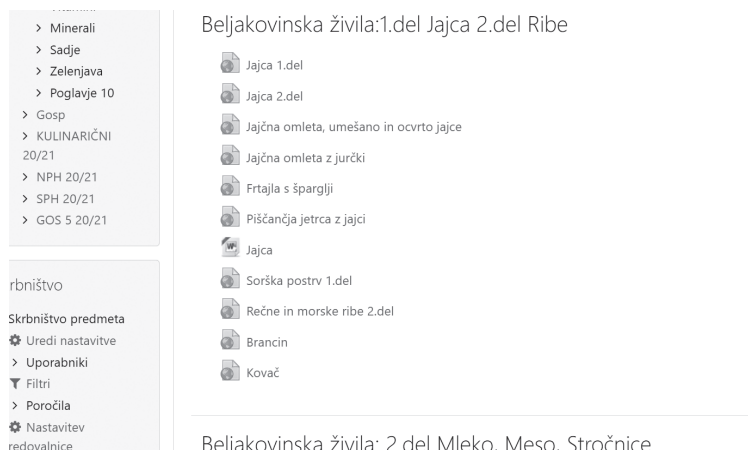 Minerali
Sadje
Zelenjava
Poglavje 10
Gosp
KULINARIČNI
20/21
NPH 20/21
SPH 20/21
GOS 5 20/21
rbništvo
Skrbništvo predmeta
Uredi nastavitve
Uporabniki
Filtri
Poročila
Nastavitev
redovalnice
Beljakovinska živila:1.del Jajca 2.del Ribe
Jajca 1.del
Jajca 2.del
Jajčna omleta, umešano in ocvrto jajce
Jajčna omleta z jurčki
Frtajla s šparglji
Piščančja jetrca z jajci
Jajca
Sorška postrv 1.del
Rečne in morske ribe 2.del
Brancin
Kovač
Beljakovinska živila: 2.del Mleko, Meso, Stročnice